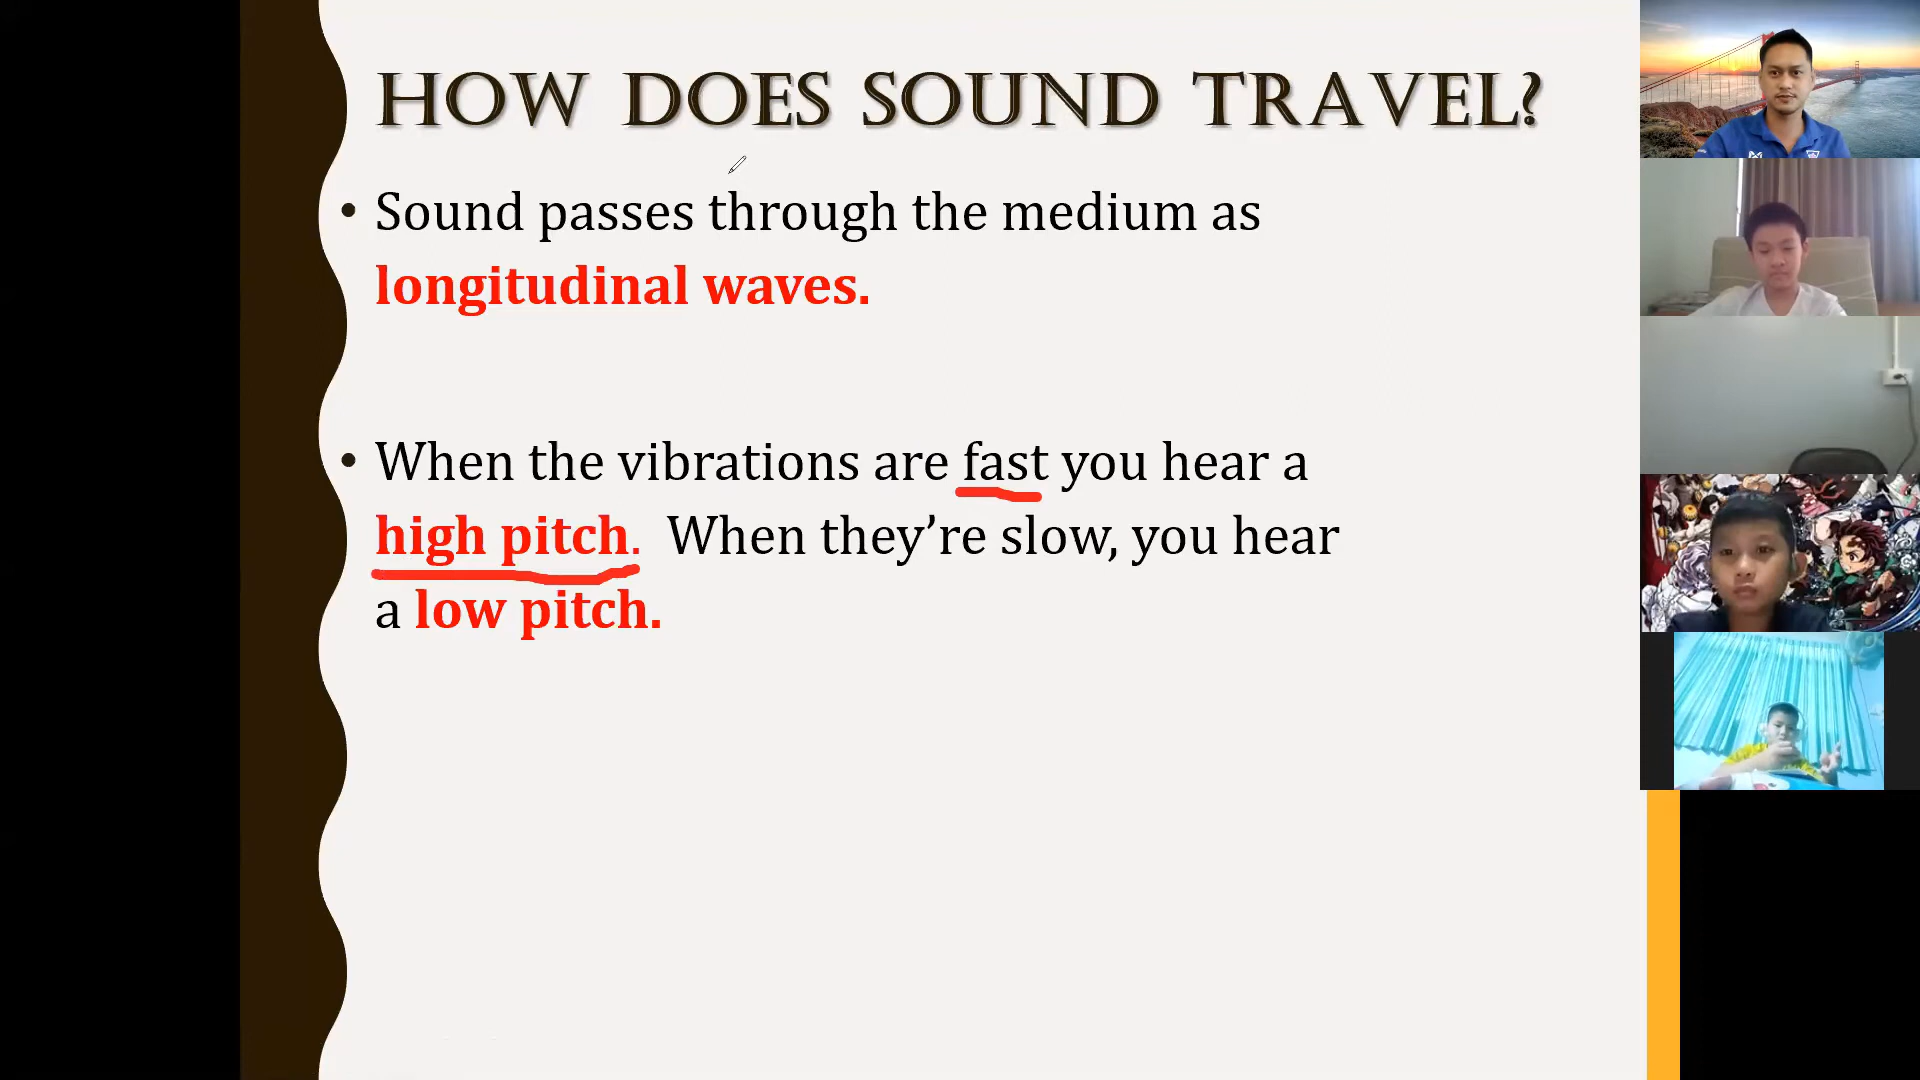 HOW DOES SOUND TRAVEL?
• Sound passes through the medium as
longitudinal waves.
• When the vibrations are fast you hear a
high pitch. When they’re slow, you hear
a low pitch.